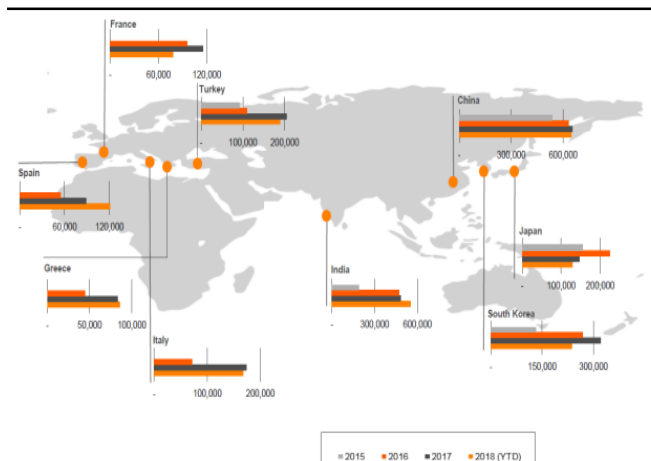 France
- 60,000 120,000
Turkey
- 100,000 200,000
China
- 300,000 600,000
Spain
- 60,000 120,000
Greece
- 50,000 100,000
Italy
- 100,000 200,000
India
- 300,000 600,000
Japan
- 100,000 200,000
South Korea
- 150,000 300,000
2015 2016 2017 2018 (YTD)